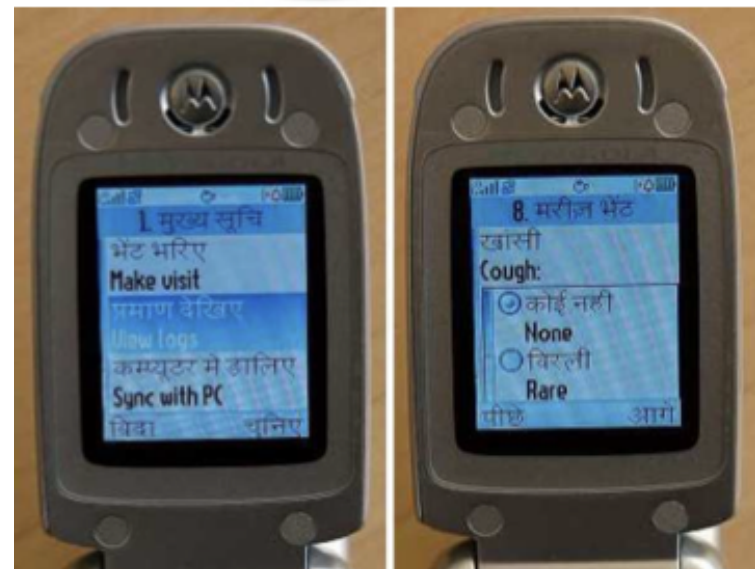 1. मुख्य सूचि
भेंट भरिए
Make visit
प्रमाण देखिए
View logs
कम्प्यूटर मे डालिए
Sync with PC
विदा चुनिए
8. मरीज़ भेंट
खांसी
Cough:
कोई नही
None
विरली
Rare
पीछे आगे